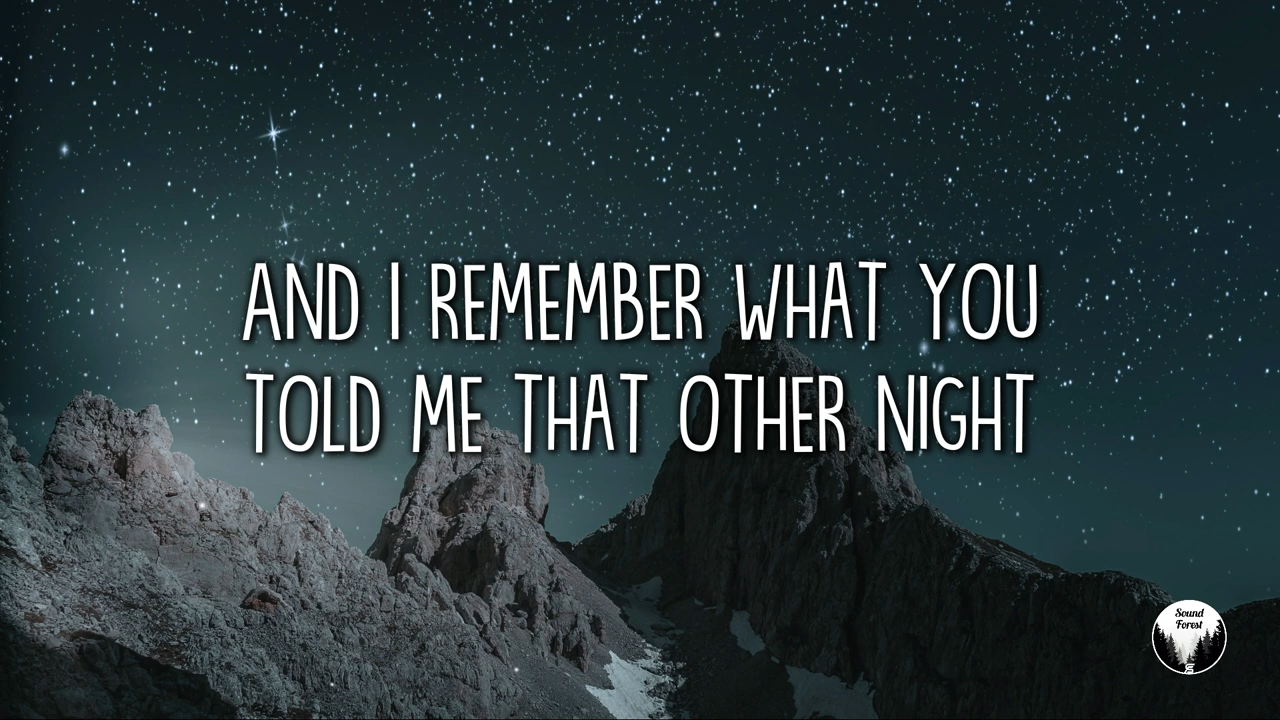 AND I REMEMBER WHAT YOU
TOLD ME THAT OTHER NIGHT
Sound
Forest